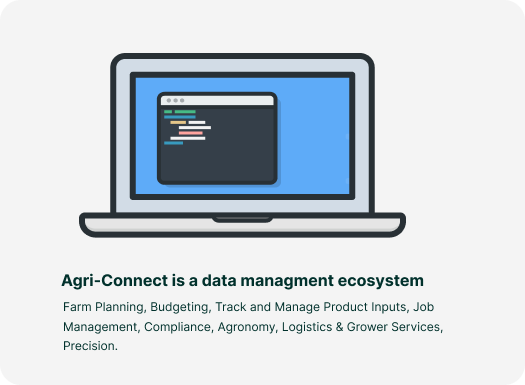 Agri-Connect is a data managment ecosystem
Farm Planning, Budgeting, Track and Manage Product Inputs, Job
Management, Compliance, Agronomy, Logistics & Grower Services,
Precision.